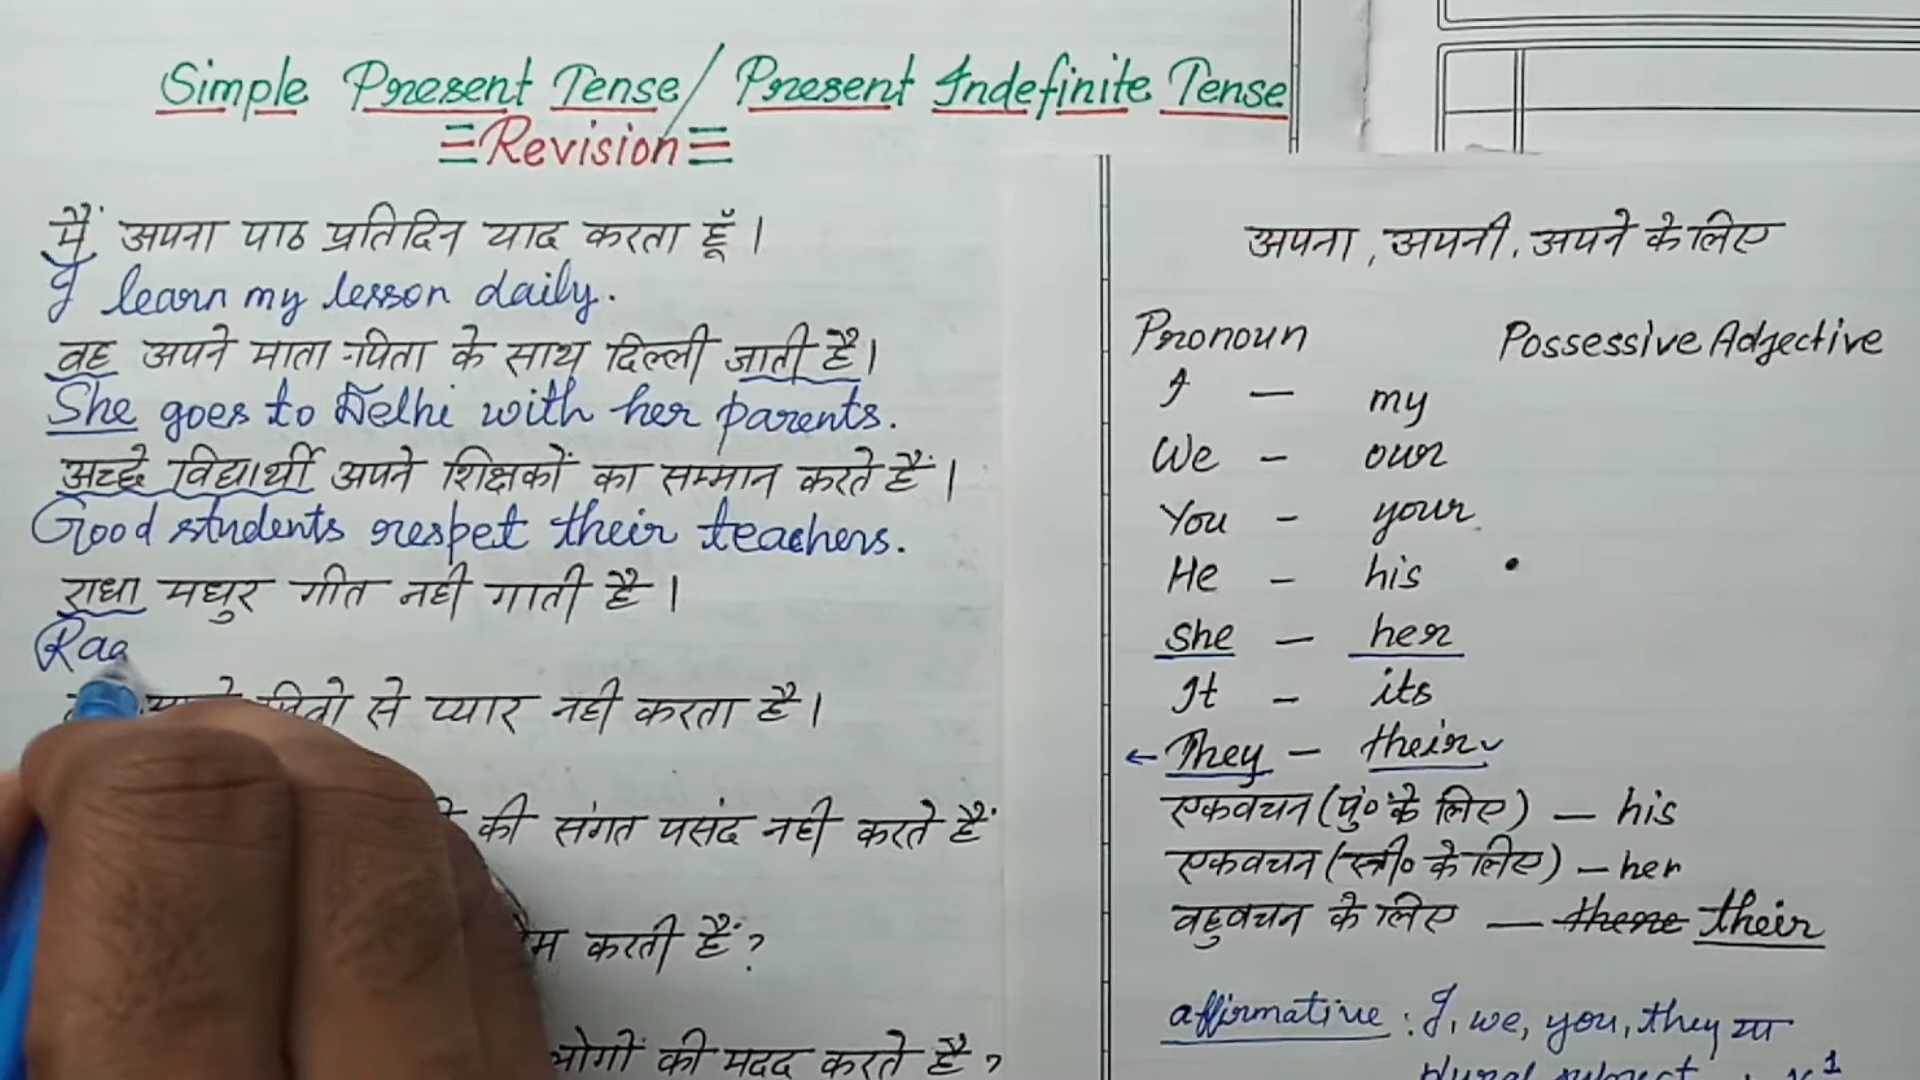 Simple Present Tense/ Present Indefinite Tense
Revision
मैं अपना पाठ प्रतिदिन याद करता हूँ।
I learn my lesson daily.
वह अपने माता-पिता के साथ दिल्ली जाती है।
She goes to Delhi with her parents.
अच्छे विद्यार्थी अपने शिक्षकों का सम्मान करते हैं।
Good students respet their teachers.
राधा मधुर गीत नही गाती है।
Raa
से प्यार नही करता है।
की संगत पसंद नही करते हैं
करती हैं?
की मदद करते है?
अपना, अपनी, अपने के लिए
Pronoun Possessive Adjective
I — my
We - our
You - your
He - his
She - her
It - its
← They - their
एकवचन (पुं० के लिए) — his
एकवचन (स्त्री० के लिए) — her
वहुवचन के लिए — there their
affirmative : I, we, you, they या